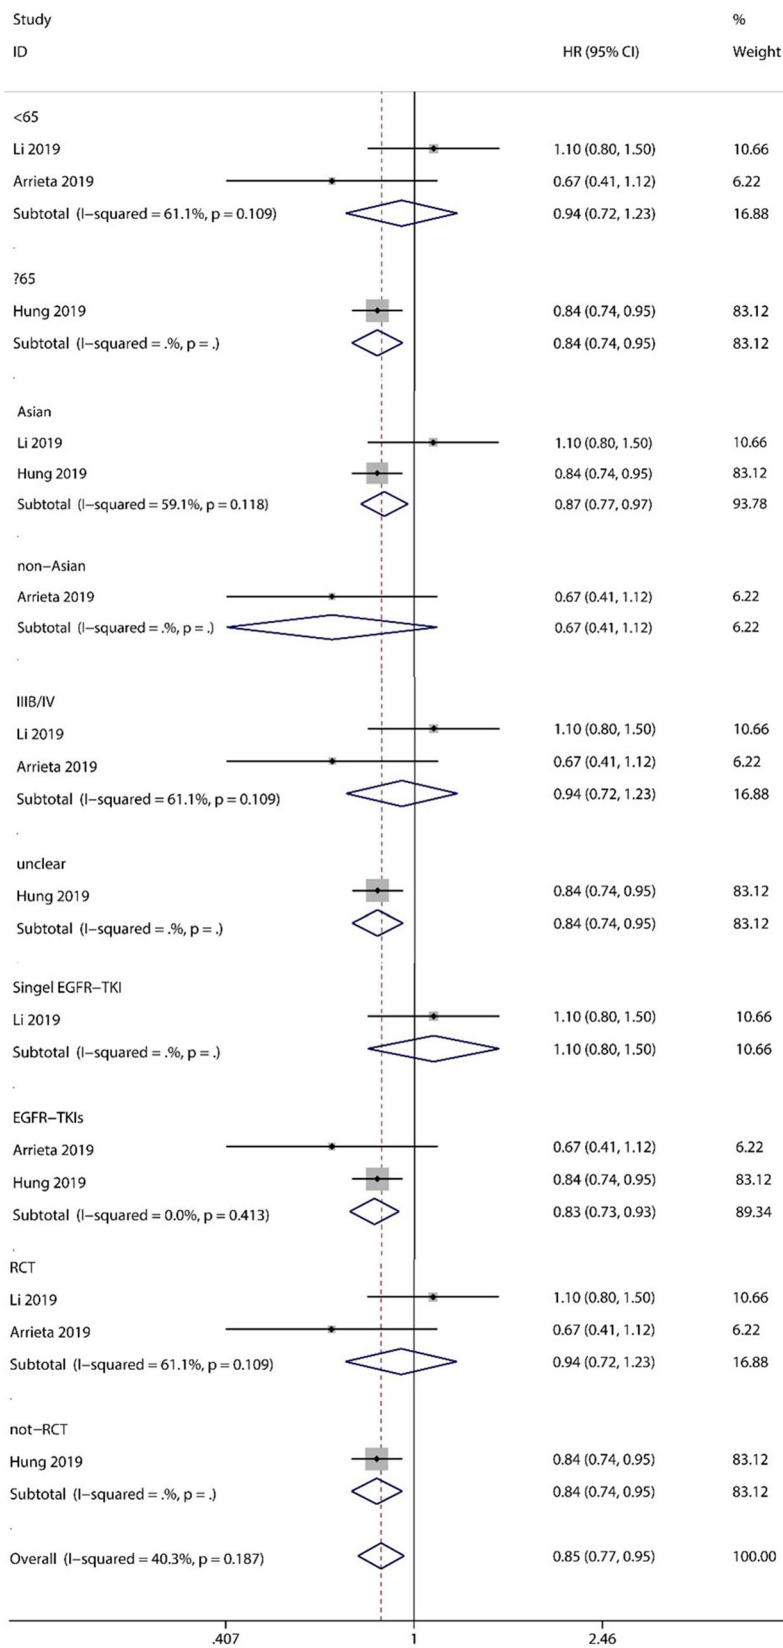 Study %
ID HR (95% CI) Weight
<65
Li 2019 1.10 (0.80, 1.50) 10.66
Arrieta 2019 0.67 (0.41, 1.12) 6.22
Subtotal (I−squared = 61.1%, p = 0.109) 0.94 (0.72, 1.23) 16.88
.
?65
Hung 2019 0.84 (0.74, 0.95) 83.12
Subtotal (I−squared = .%, p = .) 0.84 (0.74, 0.95) 83.12
.
Asian
Li 2019 1.10 (0.80, 1.50) 10.66
Hung 2019 0.84 (0.74, 0.95) 83.12
Subtotal (I−squared = 59.1%, p = 0.118) 0.87 (0.77, 0.97) 93.78
.
non−Asian
Arrieta 2019 0.67 (0.41, 1.12) 6.22
Subtotal (I−squared = .%, p = .) 0.67 (0.41, 1.12) 6.22
.
IIIB/IV
Li 2019 1.10 (0.80, 1.50) 10.66
Arrieta 2019 0.67 (0.41, 1.12) 6.22
Subtotal (I−squared = 61.1%, p = 0.109) 0.94 (0.72, 1.23) 16.88
.
unclear
Hung 2019 0.84 (0.74, 0.95) 83.12
Subtotal (I−squared = .%, p = .) 0.84 (0.74, 0.95) 83.12
.
Singel EGFR−TKI
Li 2019 1.10 (0.80, 1.50) 10.66
Subtotal (I−squared = .%, p = .) 1.10 (0.80, 1.50) 10.66
.
EGFR−TKIs
Arrieta 2019 0.67 (0.41, 1.12) 6.22
Hung 2019 0.84 (0.74, 0.95) 83.12
Subtotal (I−squared = 0.0%, p = 0.413) 0.83 (0.73, 0.93) 89.34
.
RCT
Li 2019 1.10 (0.80, 1.50) 10.66
Arrieta 2019 0.67 (0.41, 1.12) 6.22
Subtotal (I−squared = 61.1%, p = 0.109) 0.94 (0.72, 1.23) 16.88
.
not−RCT
Hung 2019 0.84 (0.74, 0.95) 83.12
Subtotal (I−squared = .%, p = .) 0.84 (0.74, 0.95) 83.12
.
Overall (I−squared = 40.3%, p = 0.187) 0.85 (0.77, 0.95) 100.00
.407 1 2.46